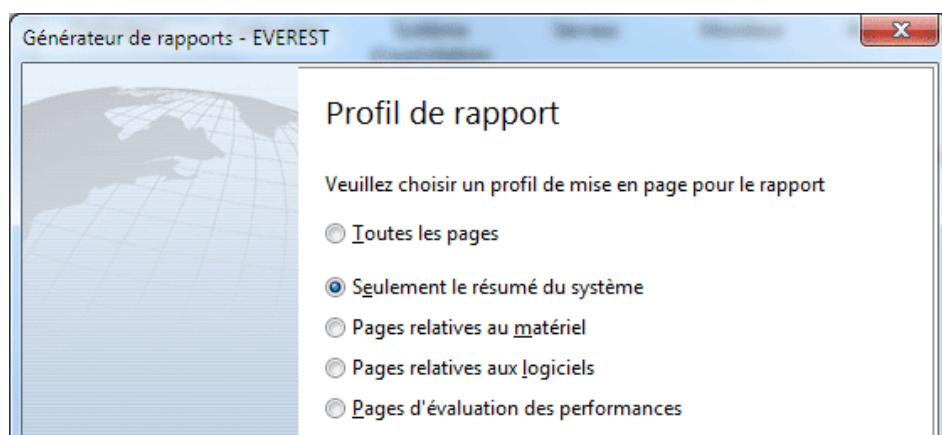 Générateur de rapports - EVEREST
Profil de rapport
Veuillez choisir un profil de mise en page pour le rapport
Toutes les pages
Seulement le résumé du système
Pages relatives au matériel
Pages relatives aux logiciels
Pages d'évaluation des performances